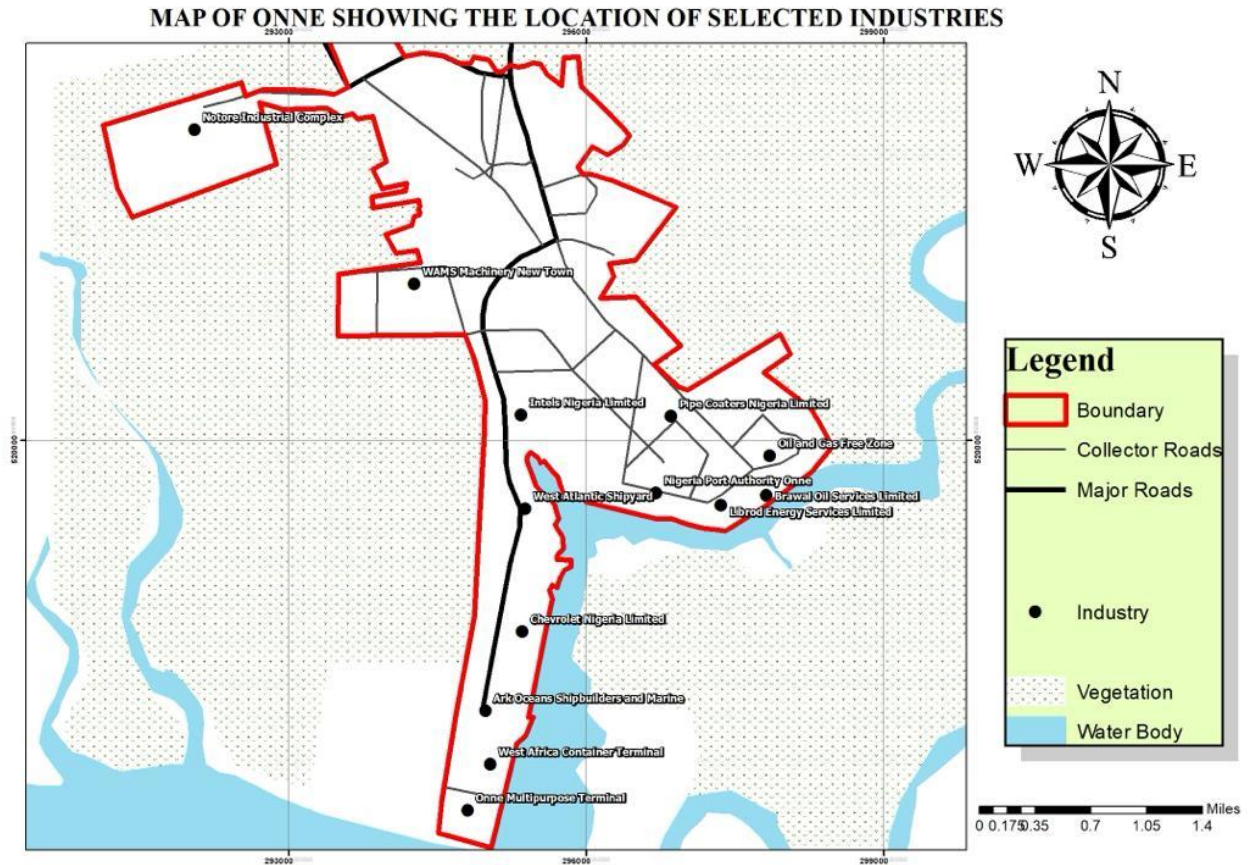 MAP OF ONNE SHOWING THE LOCATION OF SELECTED INDUSTRIES
293000 296000 299000
N
W E
S
Notore Industrial Complex
WAMS Machinery New Town
Intels Nigeria Limited
Pipe Coaters Nigeria Limited
Oil and Gas Free Zone
520000 520000
Nigeria Port Authority Onne
West Atlantic Shipyard
Brawal Oil Services Limited
Librod Energy Services Limited
Chevrolet Nigeria Limited
Ark Oceans Shipbuilders and Marine
West Africa Container Terminal
Onne Multipurpose Terminal
293000 296000 299000
Legend
Boundary
Collector Roads
Major Roads
Industry
Vegetation
Water Body
Miles
0 0.175 0.35 0.7 1.05 1.4